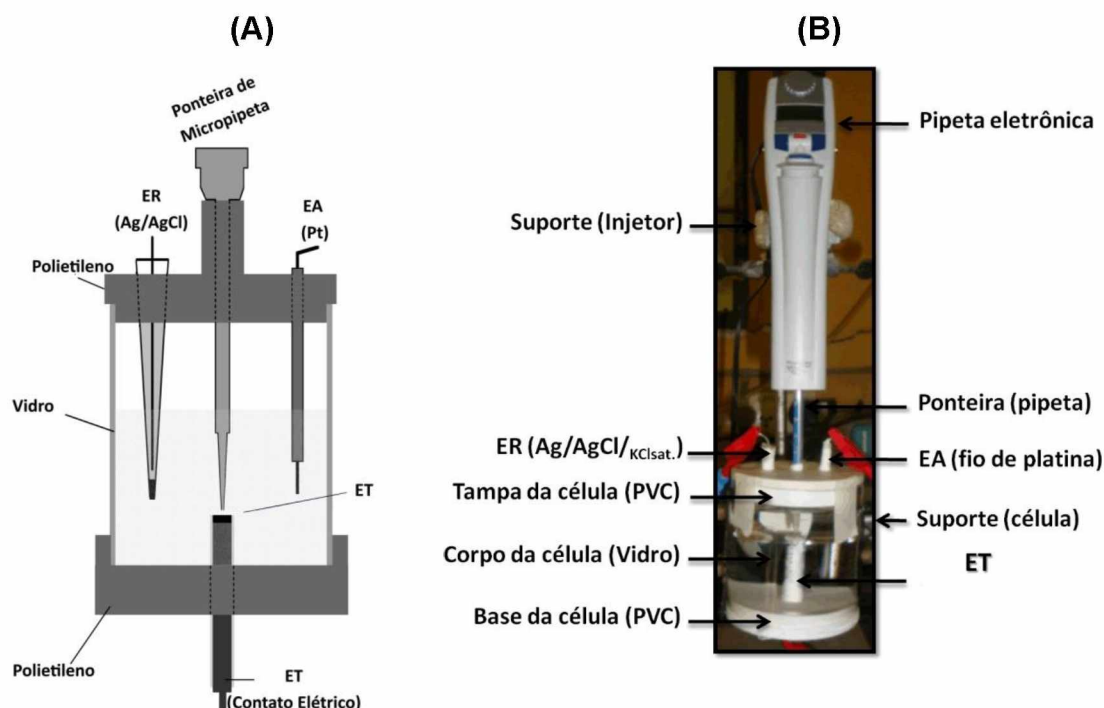 (A)
Ponteira de
Micropipeta
ER
(Ag/AgCl)
EA
(Pt)
Polietileno
Vidro
ET
Polietileno
ET
(Contato Elétrico)
(B)
Pipeta eletrônica
Suporte (Injetor)
Ponteira (pipeta)
ER (Ag/AgCl/KClsat.)
EA (fio de platina)
Tampa da célula (PVC)
Suporte (célula)
Corpo da célula (Vidro)
ET
Base da célula (PVC)